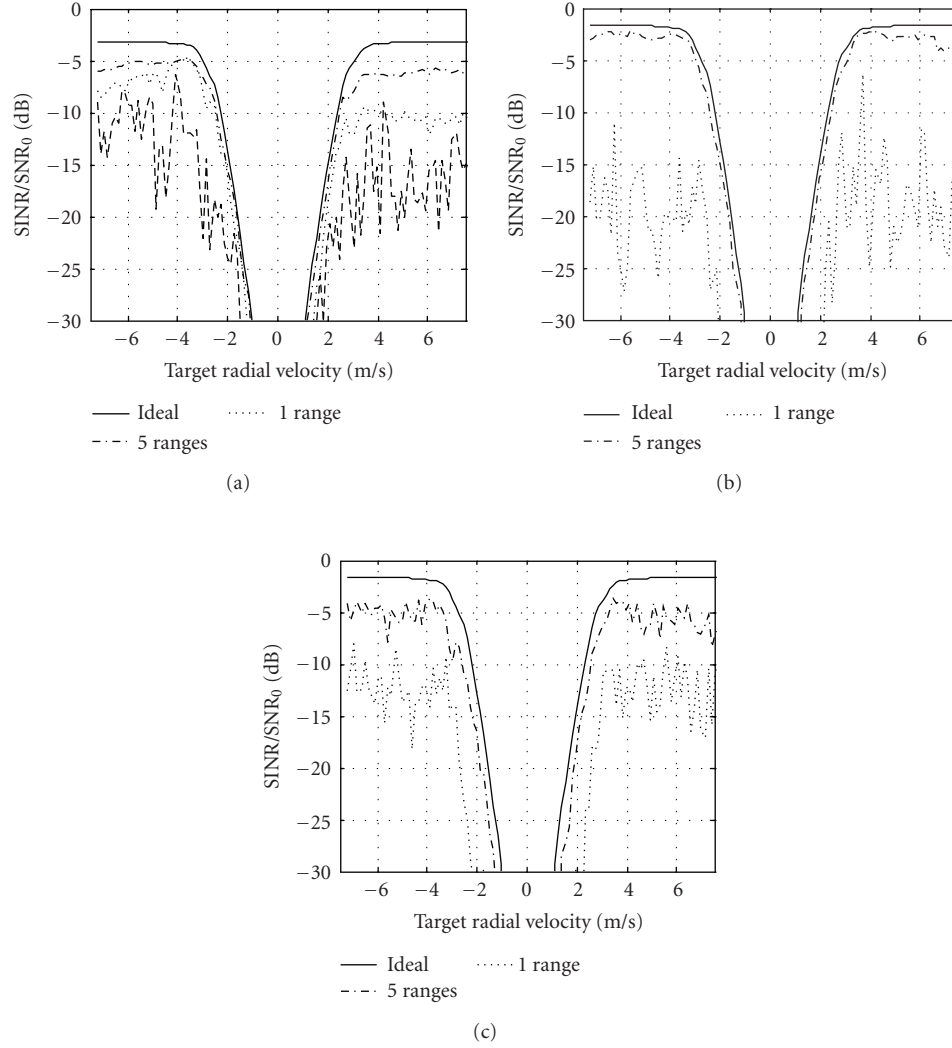 0
−5
−10
−15
−20
−25
−30
SINR/SNR0 (dB)
−6 −4 −2 0 2 4 6
Target radial velocity (m/s)
Ideal 1 range
5 ranges
(a)
0
−5
−10
−15
−20
−25
−30
SINR/SNR0 (dB)
−6 −4 −2 0 2 4 6
Target radial velocity (m/s)
Ideal 1 range
5 ranges
(b)
0
−5
−10
−15
−20
−25
−30
SINR/SNR0 (dB)
−6 −4 −2 0 2 4 6
Target radial velocity (m/s)
Ideal 1 range
5 ranges
(c)